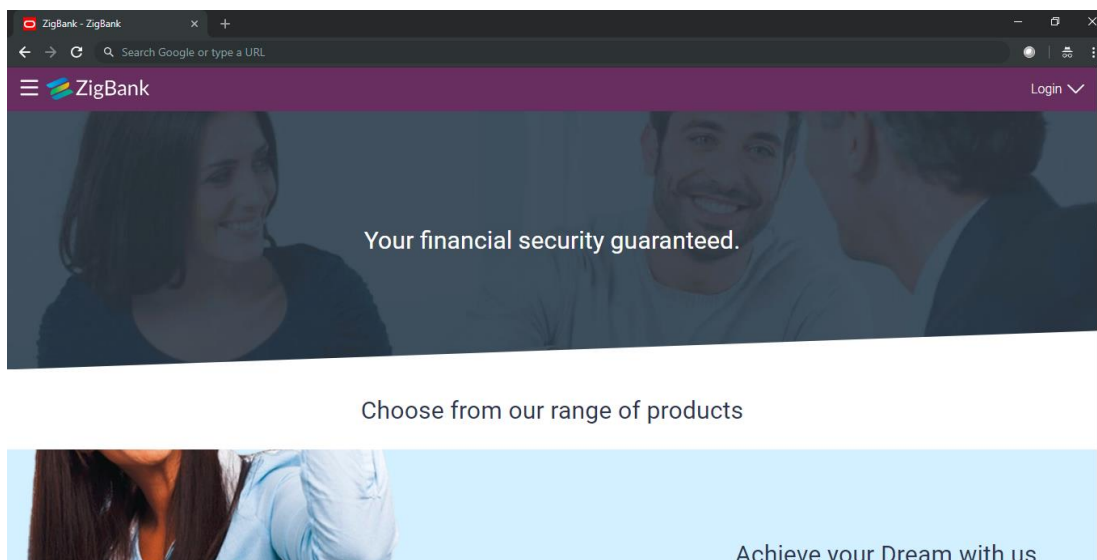 ZigBank - ZigBank
Search Google or type a URL
ZigBank
Login
Your financial security guaranteed.
Choose from our range of products
Achieve your Dream with us